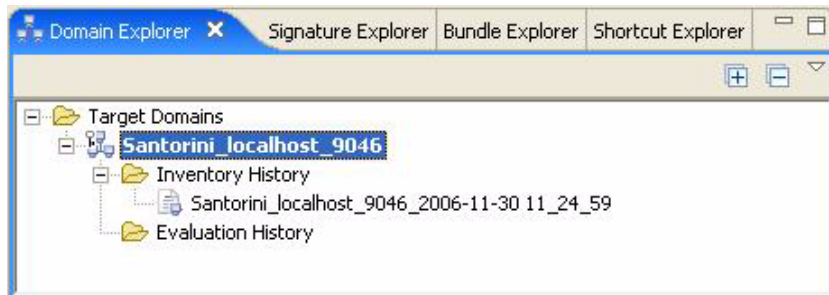 Domain Explorer Signature Explorer Bundle Explorer Shortcut Explorer
Target Domains
Santorini_localhost_9046
Inventory History
Santorini_localhost_9046_2006-11-30 11_24_59
Evaluation History